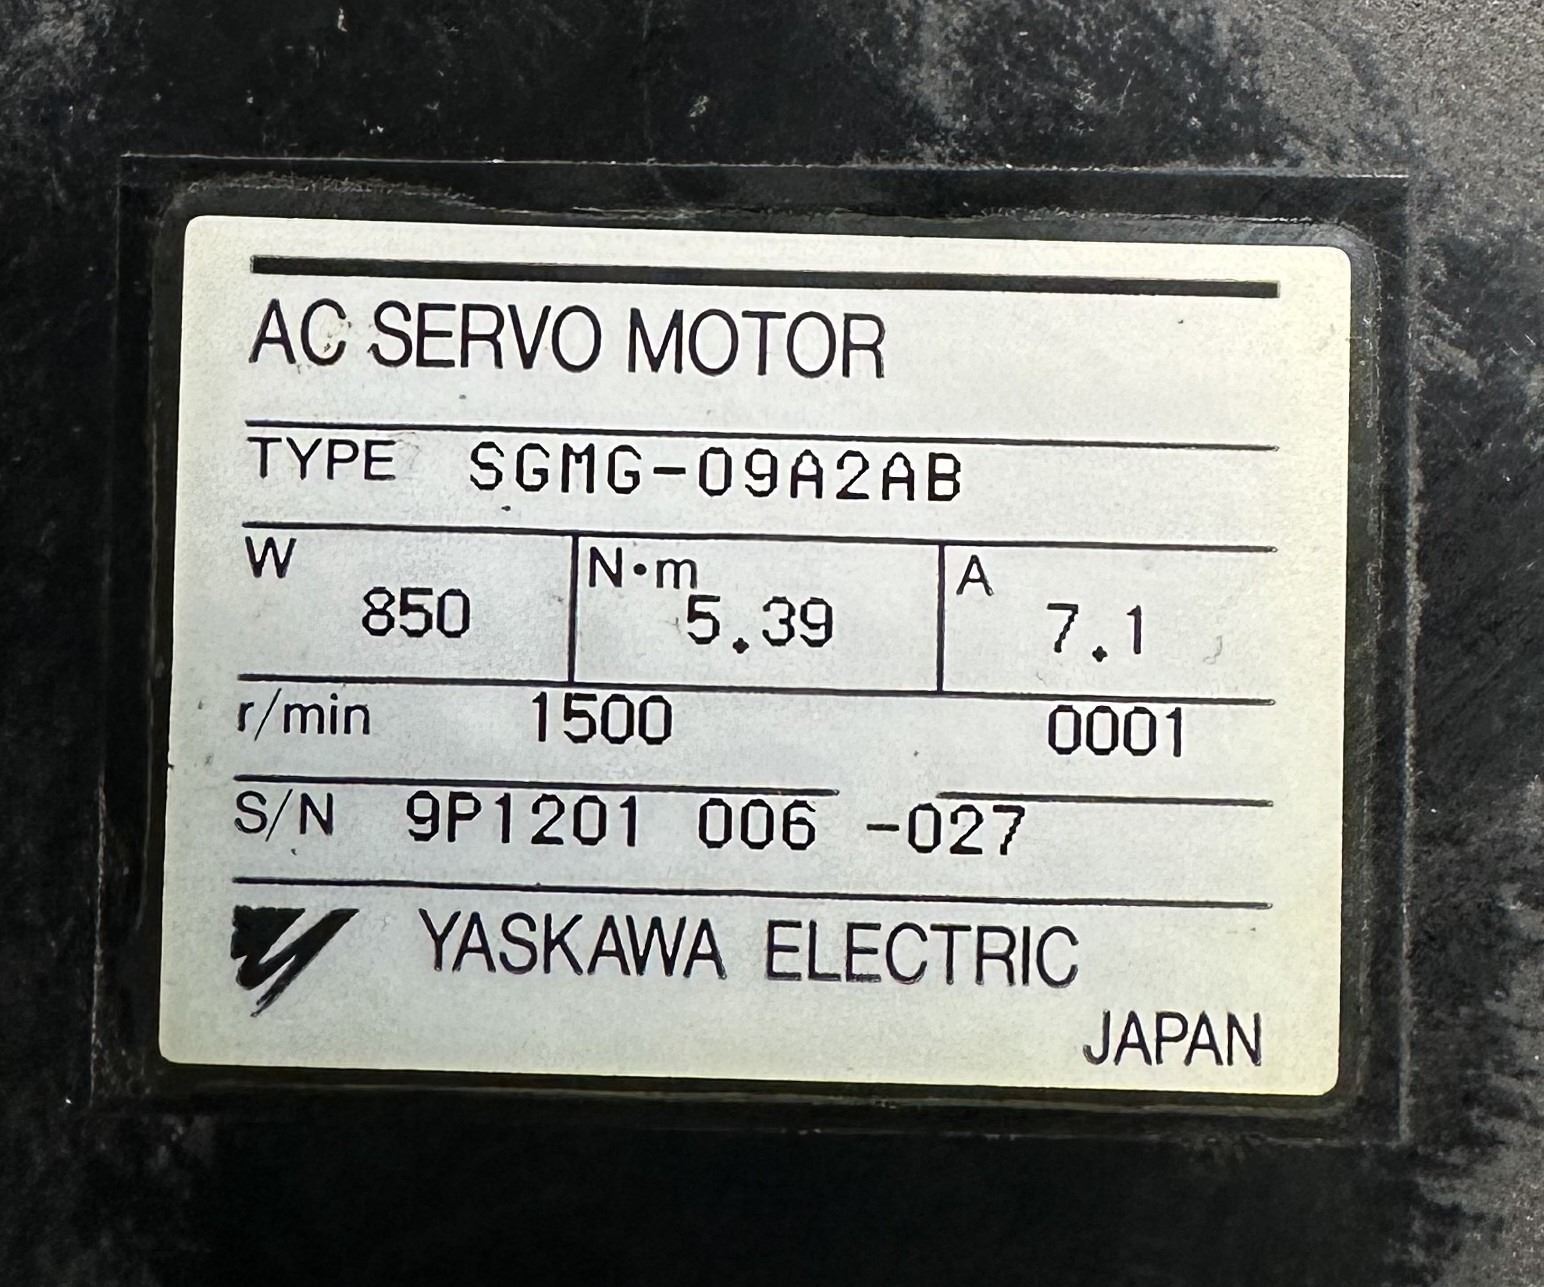 AC SERVO MOTOR
TYPE SGMG-09A2AB
W 850 N·m 5.39 A 7.1
r/min 1500 0001
S/N 9P1201 006 -027
YASKAWA ELECTRIC
JAPAN